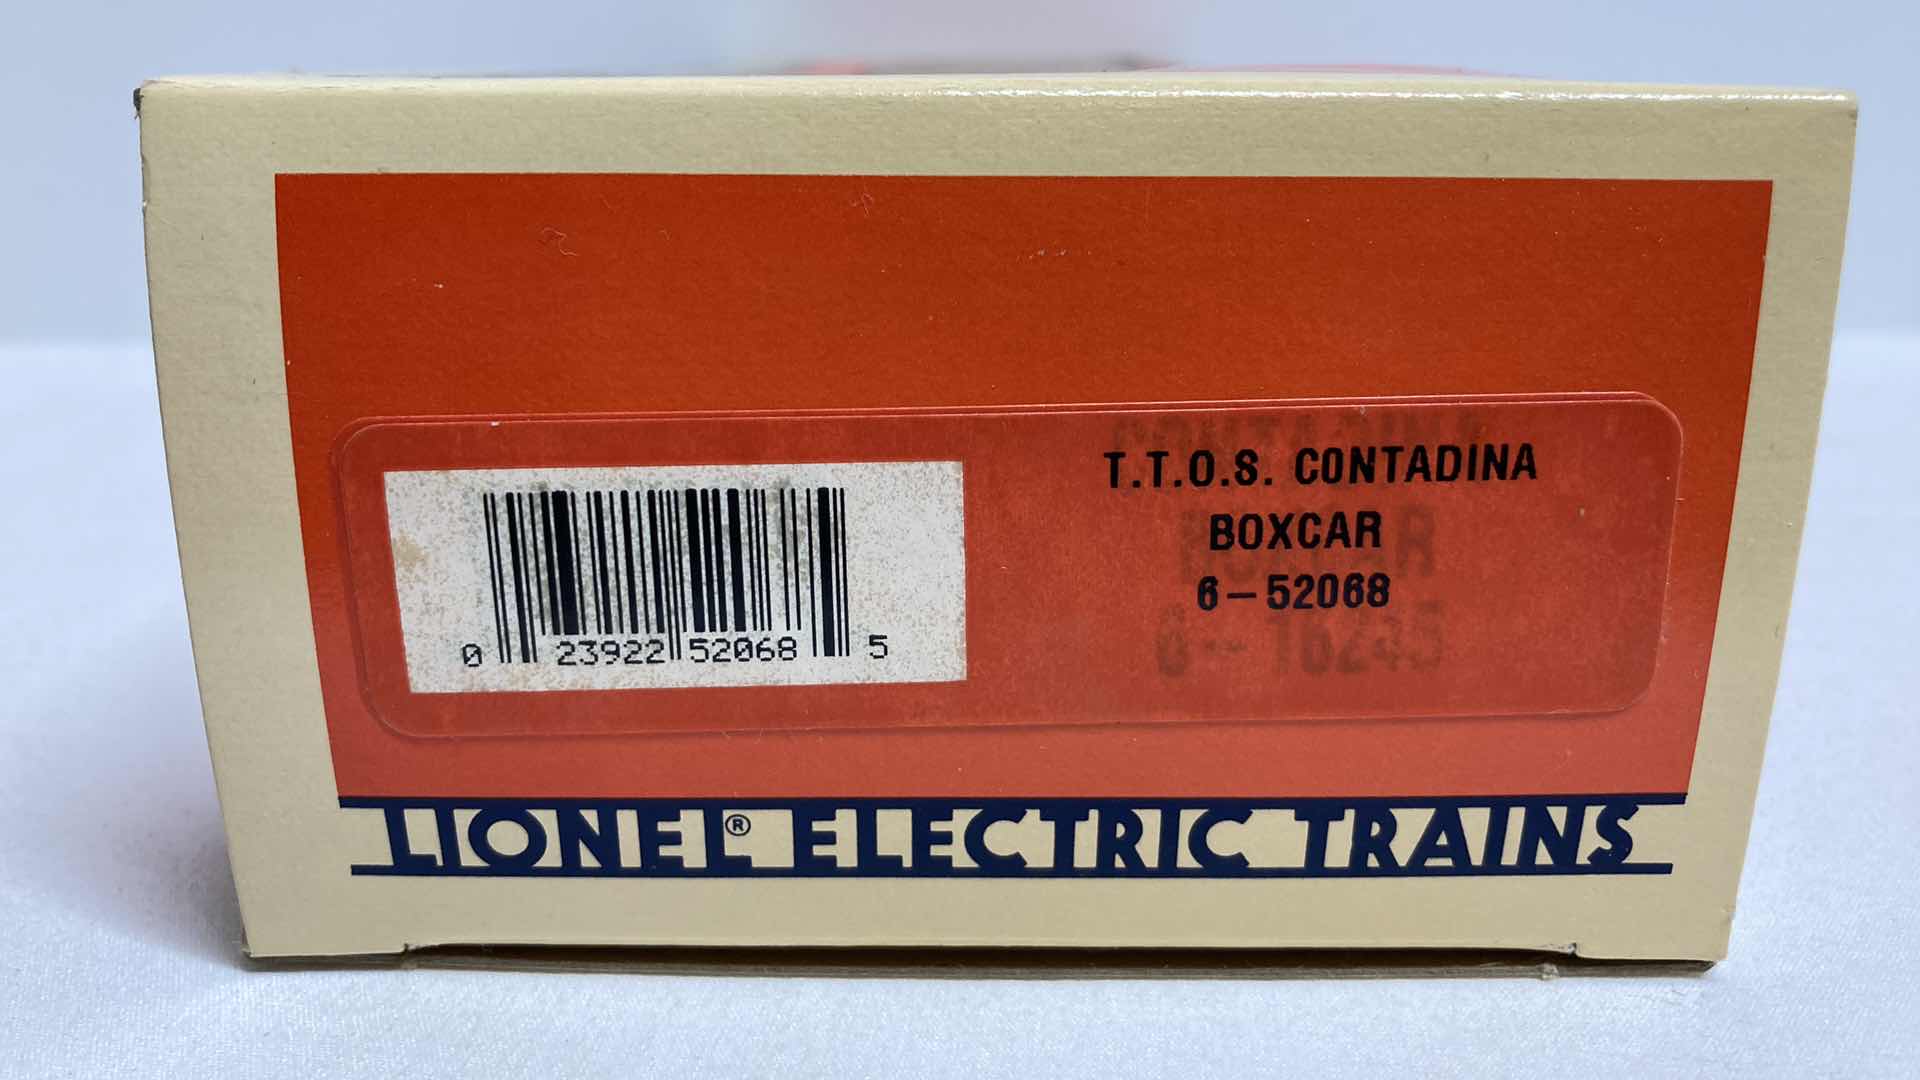 T.T.O.S. CONTADINA
BOXCAR
6-52068
0 23922 52068 5
LIONEL® ELECTRIC TRAINS